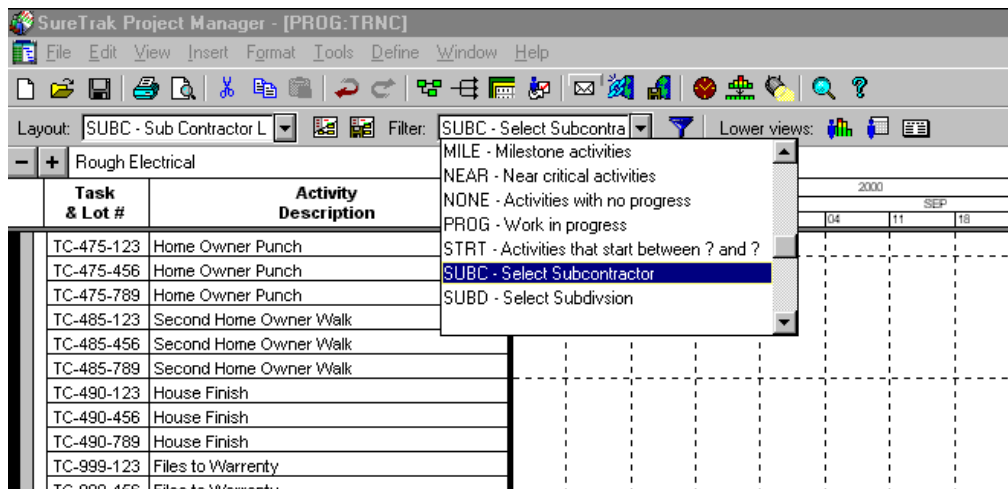 SureTrak Project Manager - [PROG:TRNC]
File Edit View Insert Format Tools Define Window Help
Layout: SUBC - Sub Contractor L Filter: SUBC - Select Subcontra Lower views:
Rough Electrical
MILE - Milestone activities
NEAR - Near critical activities
NONE - Activities with no progress
PROG - Work in progress
STRT - Activities that start between ? and ?
SUBC - Select Subcontractor
SUBD - Select Subdivsion
Task & Lot # Activity Description
2000
SEP
04 11 18
TC-475-123 Home Owner Punch
TC-475-456 Home Owner Punch
TC-475-789 Home Owner Punch
TC-485-123 Second Home Owner Walk
TC-485-456 Second Home Owner Walk
TC-485-789 Second Home Owner Walk
TC-490-123 House Finish
TC-490-456 House Finish
TC-490-789 House Finish
TC-999-123 Files to Warrenty
TC-999-456 Files to Warrenty